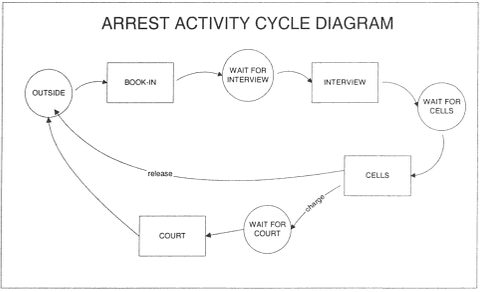 ARREST ACTIVITY CYCLE DIAGRAM
OUTSIDE
BOOK-IN
WAIT FOR
INTERVIEW
INTERVIEW
WAIT FOR
CELLS
CELLS
release
charge
WAIT FOR
COURT
COURT